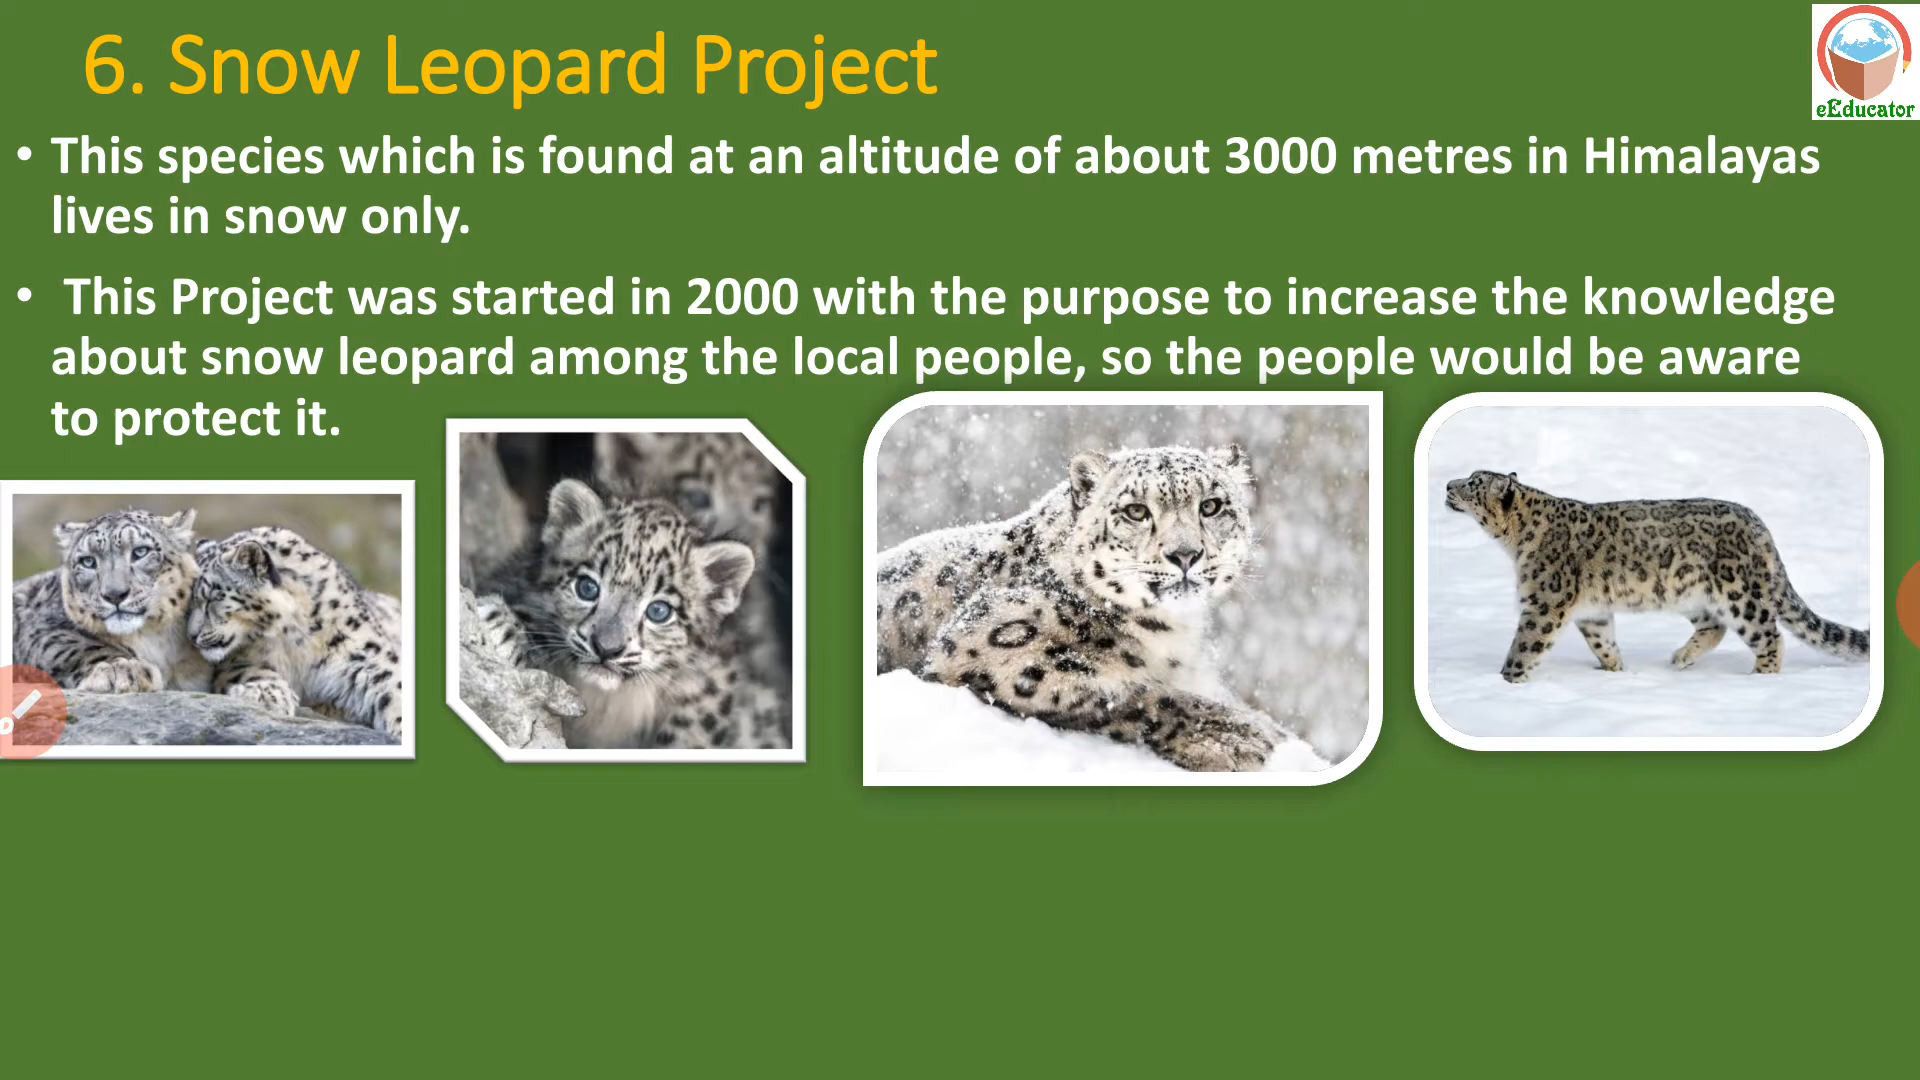 6. Snow Leopard Project
eEducator
• This species which is found at an altitude of about 3000 metres in Himalayas
lives in snow only.
• This Project was started in 2000 with the purpose to increase the knowledge
about snow leopard among the local people, so the people would be aware
to protect it.